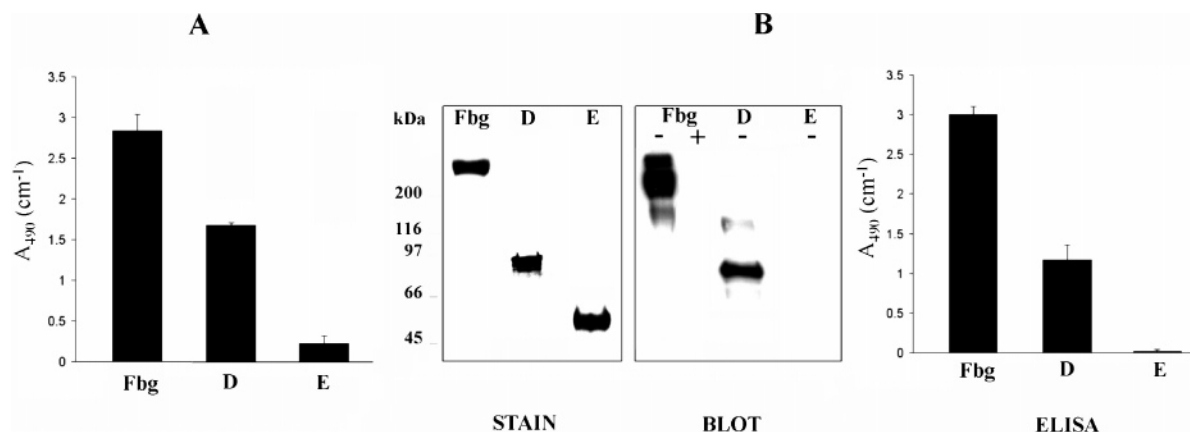 A
B
3.5
3
2.5
2
1.5
1
0.5
0
A490 (cm-1)
Fbg D E
kDa
200
116
97
66
45
Fbg D E
STAIN
Fbg D E
- + - -
BLOT
3.5
3
2.5
2
1.5
1
0.5
0
A490 (cm-1)
Fbg D E
ELISA